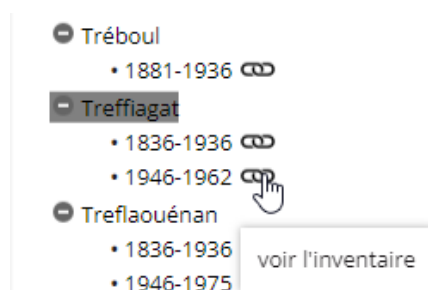 Tréboul
• 1881-1936
Treffiagat
• 1836-1936
• 1946-1962
Treflaouénan
• 1836-1936
voir l'inventaire
• 1946-1975